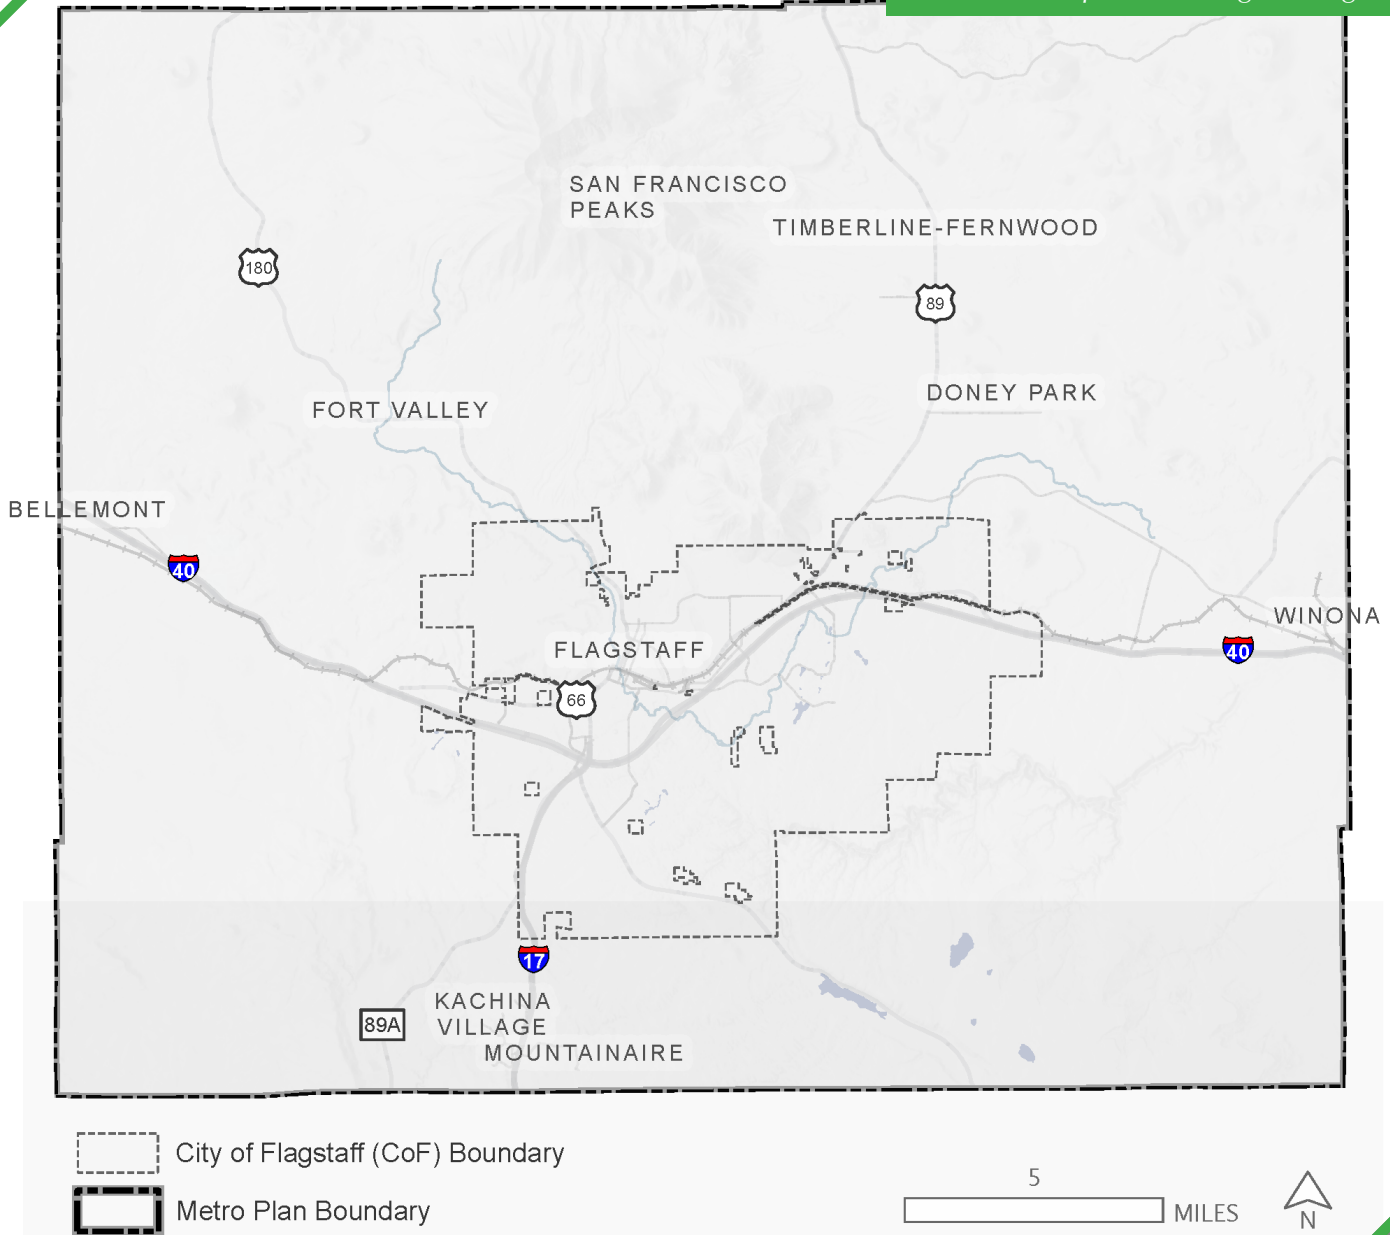 SAN FRANCISCO
PEAKS
TIMBERLINE-FERNWOOD
180
89
DONEY PARK
FORT VALLEY
BELLEMONT
40
WINONA
FLAGSTAFF
40
66
17
KACHINA
VILLAGE
89A
MOUNTAINAIRE
City of Flagstaff (CoF) Boundary
5
Metro Plan Boundary
MILES
N